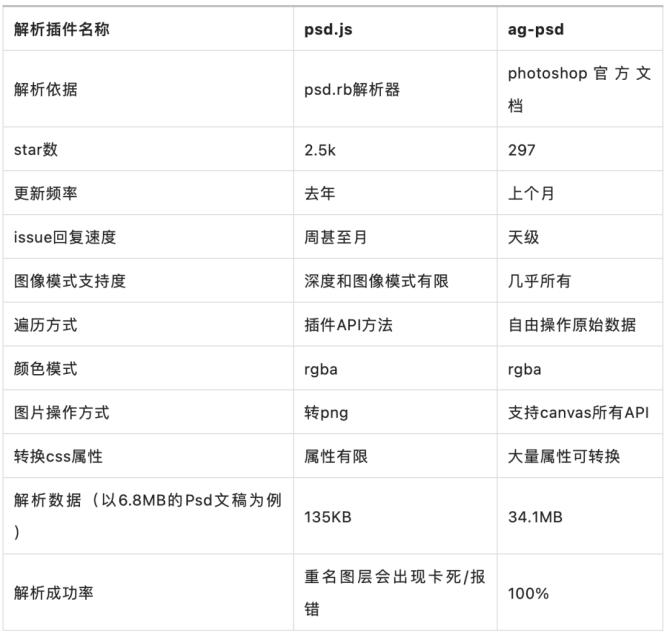 解析插件名称 psd.js ag-psd
解析依据 psd.rb解析器 photoshop官方文
档
star数 2.5k 297
更新频率 去年 上个月
issue回复速度 周甚至月 天级
图像模式支持度 深度和图像模式有限 几乎所有
遍历方式 插件API方法 自由操作原始数据
颜色模式 rgba rgba
图片操作方式 转png 支持canvas所有API
转换css属性 属性有限 大量属性可转换
解析数据（以6.8MB的Psd文稿为例
） 135KB 34.1MB
解析成功率 重名图层会出现卡死/报
错 100%